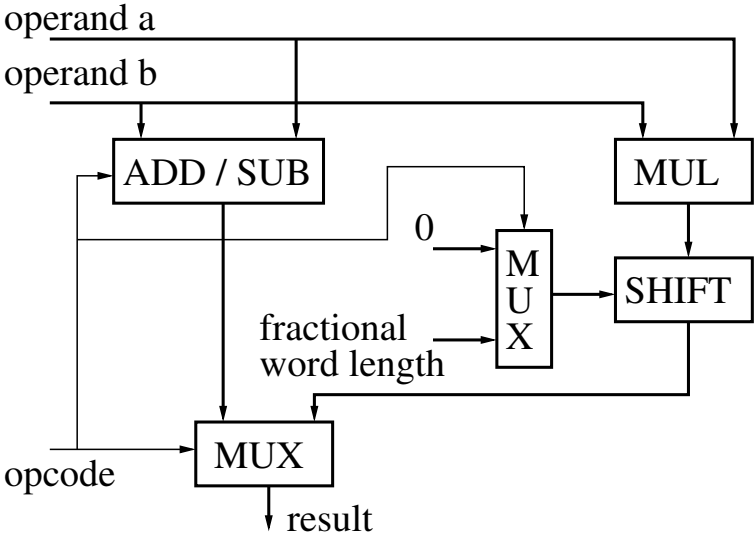 operand a
operand b
ADD / SUB
MUL
0
M
U
X
SHIFT
fractional
word length
MUX
opcode
result